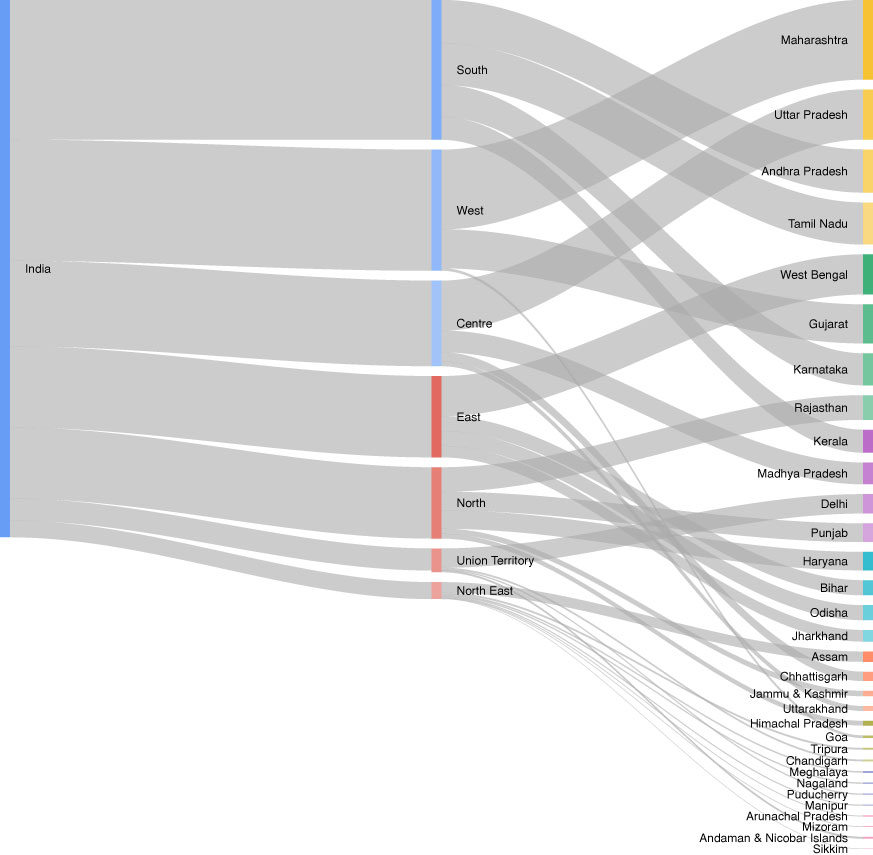 India
South
West
Centre
East
North
Union Territory
North East
Maharashtra
Uttar Pradesh
Andhra Pradesh
Tamil Nadu
West Bengal
Gujarat
Karnataka
Rajasthan
Kerala
Madhya Pradesh
Delhi
Punjab
Haryana
Bihar
Odisha
Jharkhand
Assam
Chhattisgarh
Jammu & Kashmir
Uttarakhand
Himachal Pradesh
Goa
Tripura
Chandigarh
Meghalaya
Nagaland
Puducherry
Manipur
Arunachal Pradesh
Mizoram
Andaman & Nicobar Islands
Sikkim